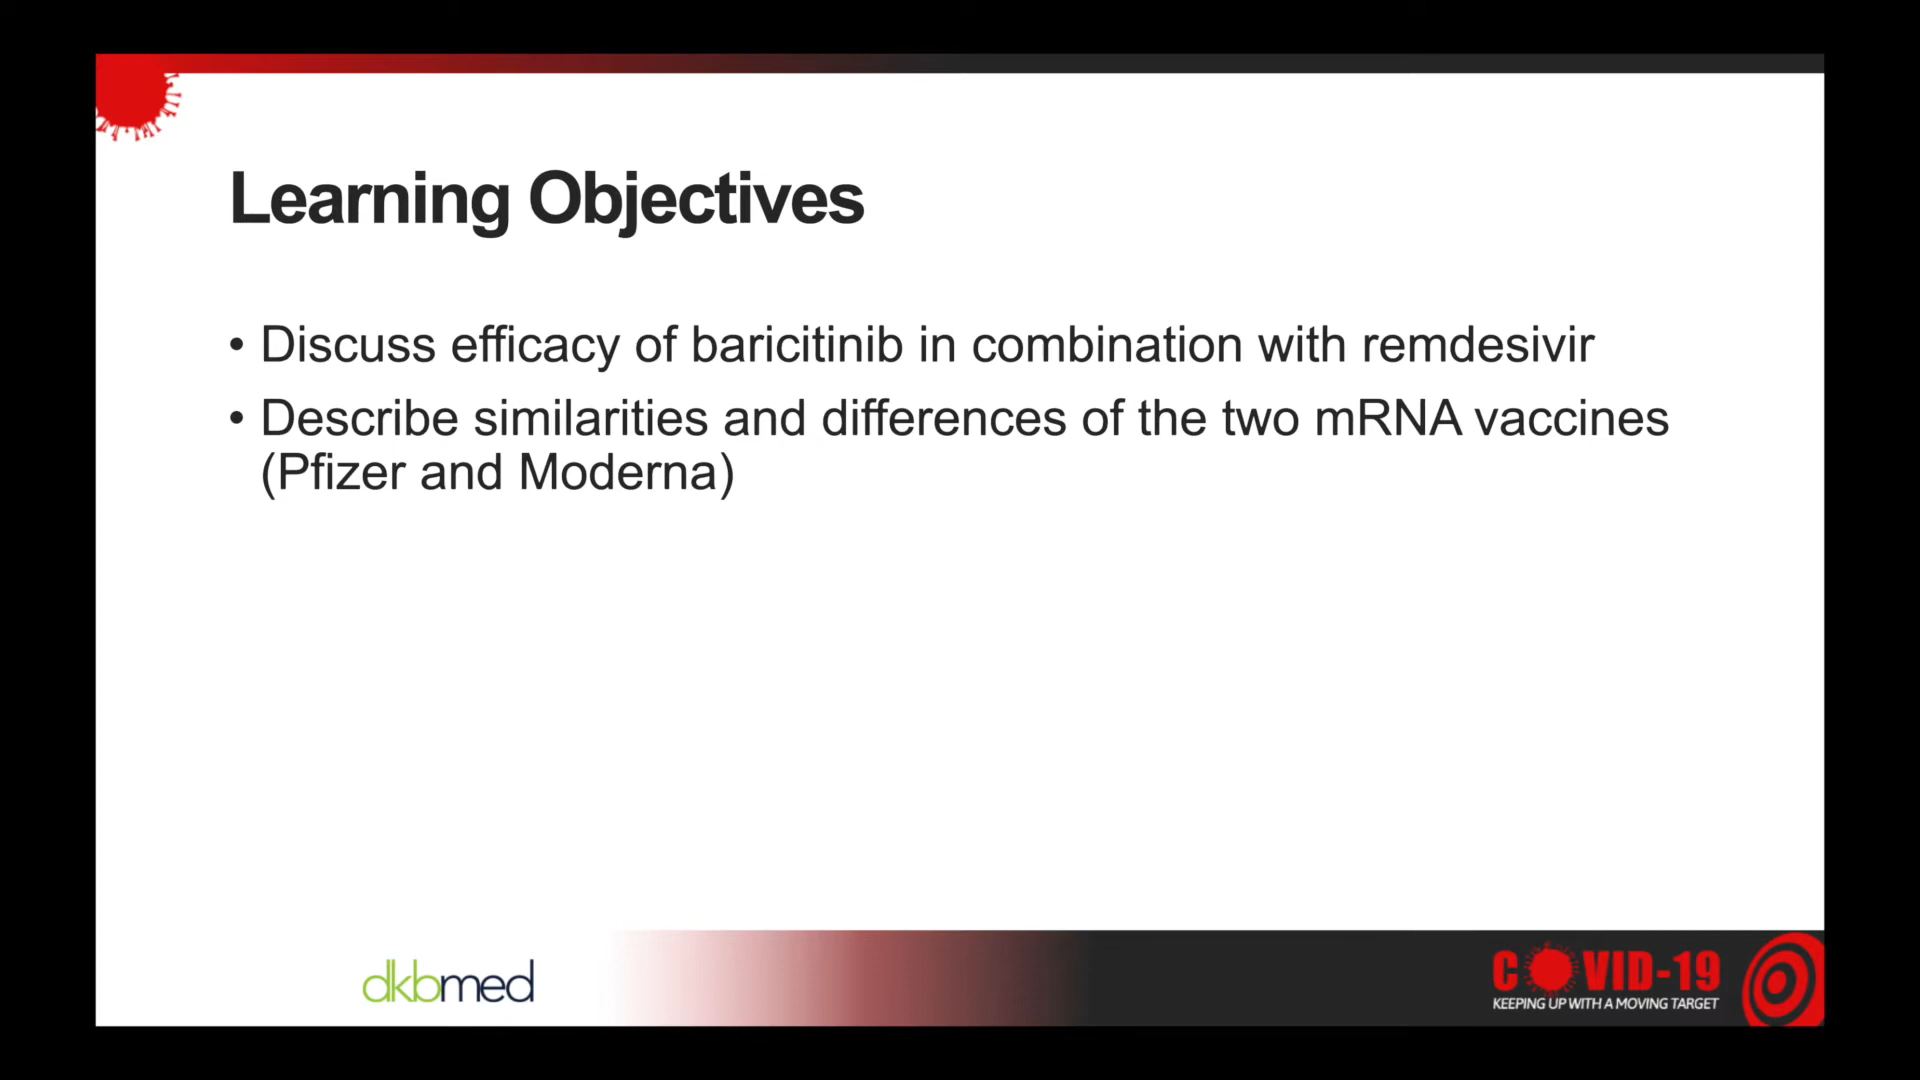 Learning Objectives
• Discuss efficacy of baricitinib in combination with remdesivir
• Describe similarities and differences of the two mRNA vaccines
(Pfizer and Moderna)
dkbmed
COVID-19
KEEPING UP WITH A MOVING TARGET